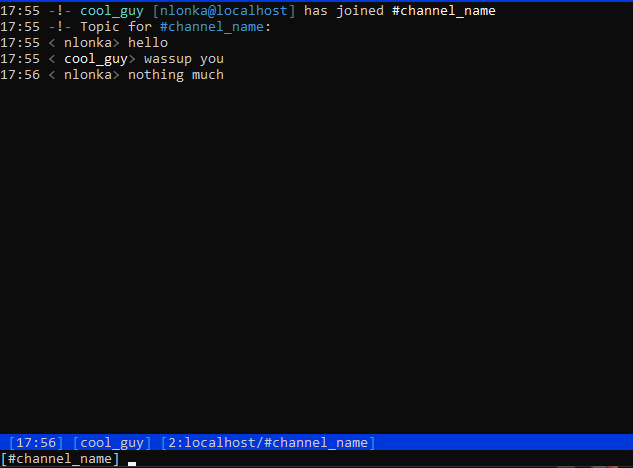 17:55 -!- cool_guy [nlonka@localhost] has joined #channel_name
17:55 -!- Topic for #channel_name:
17:55 < nlonka> hello
17:55 < cool_guy> wassup you
17:56 < nlonka> nothing much
[17:56] [cool_guy] [2:localhost/#channel_name]
[#channel_name]